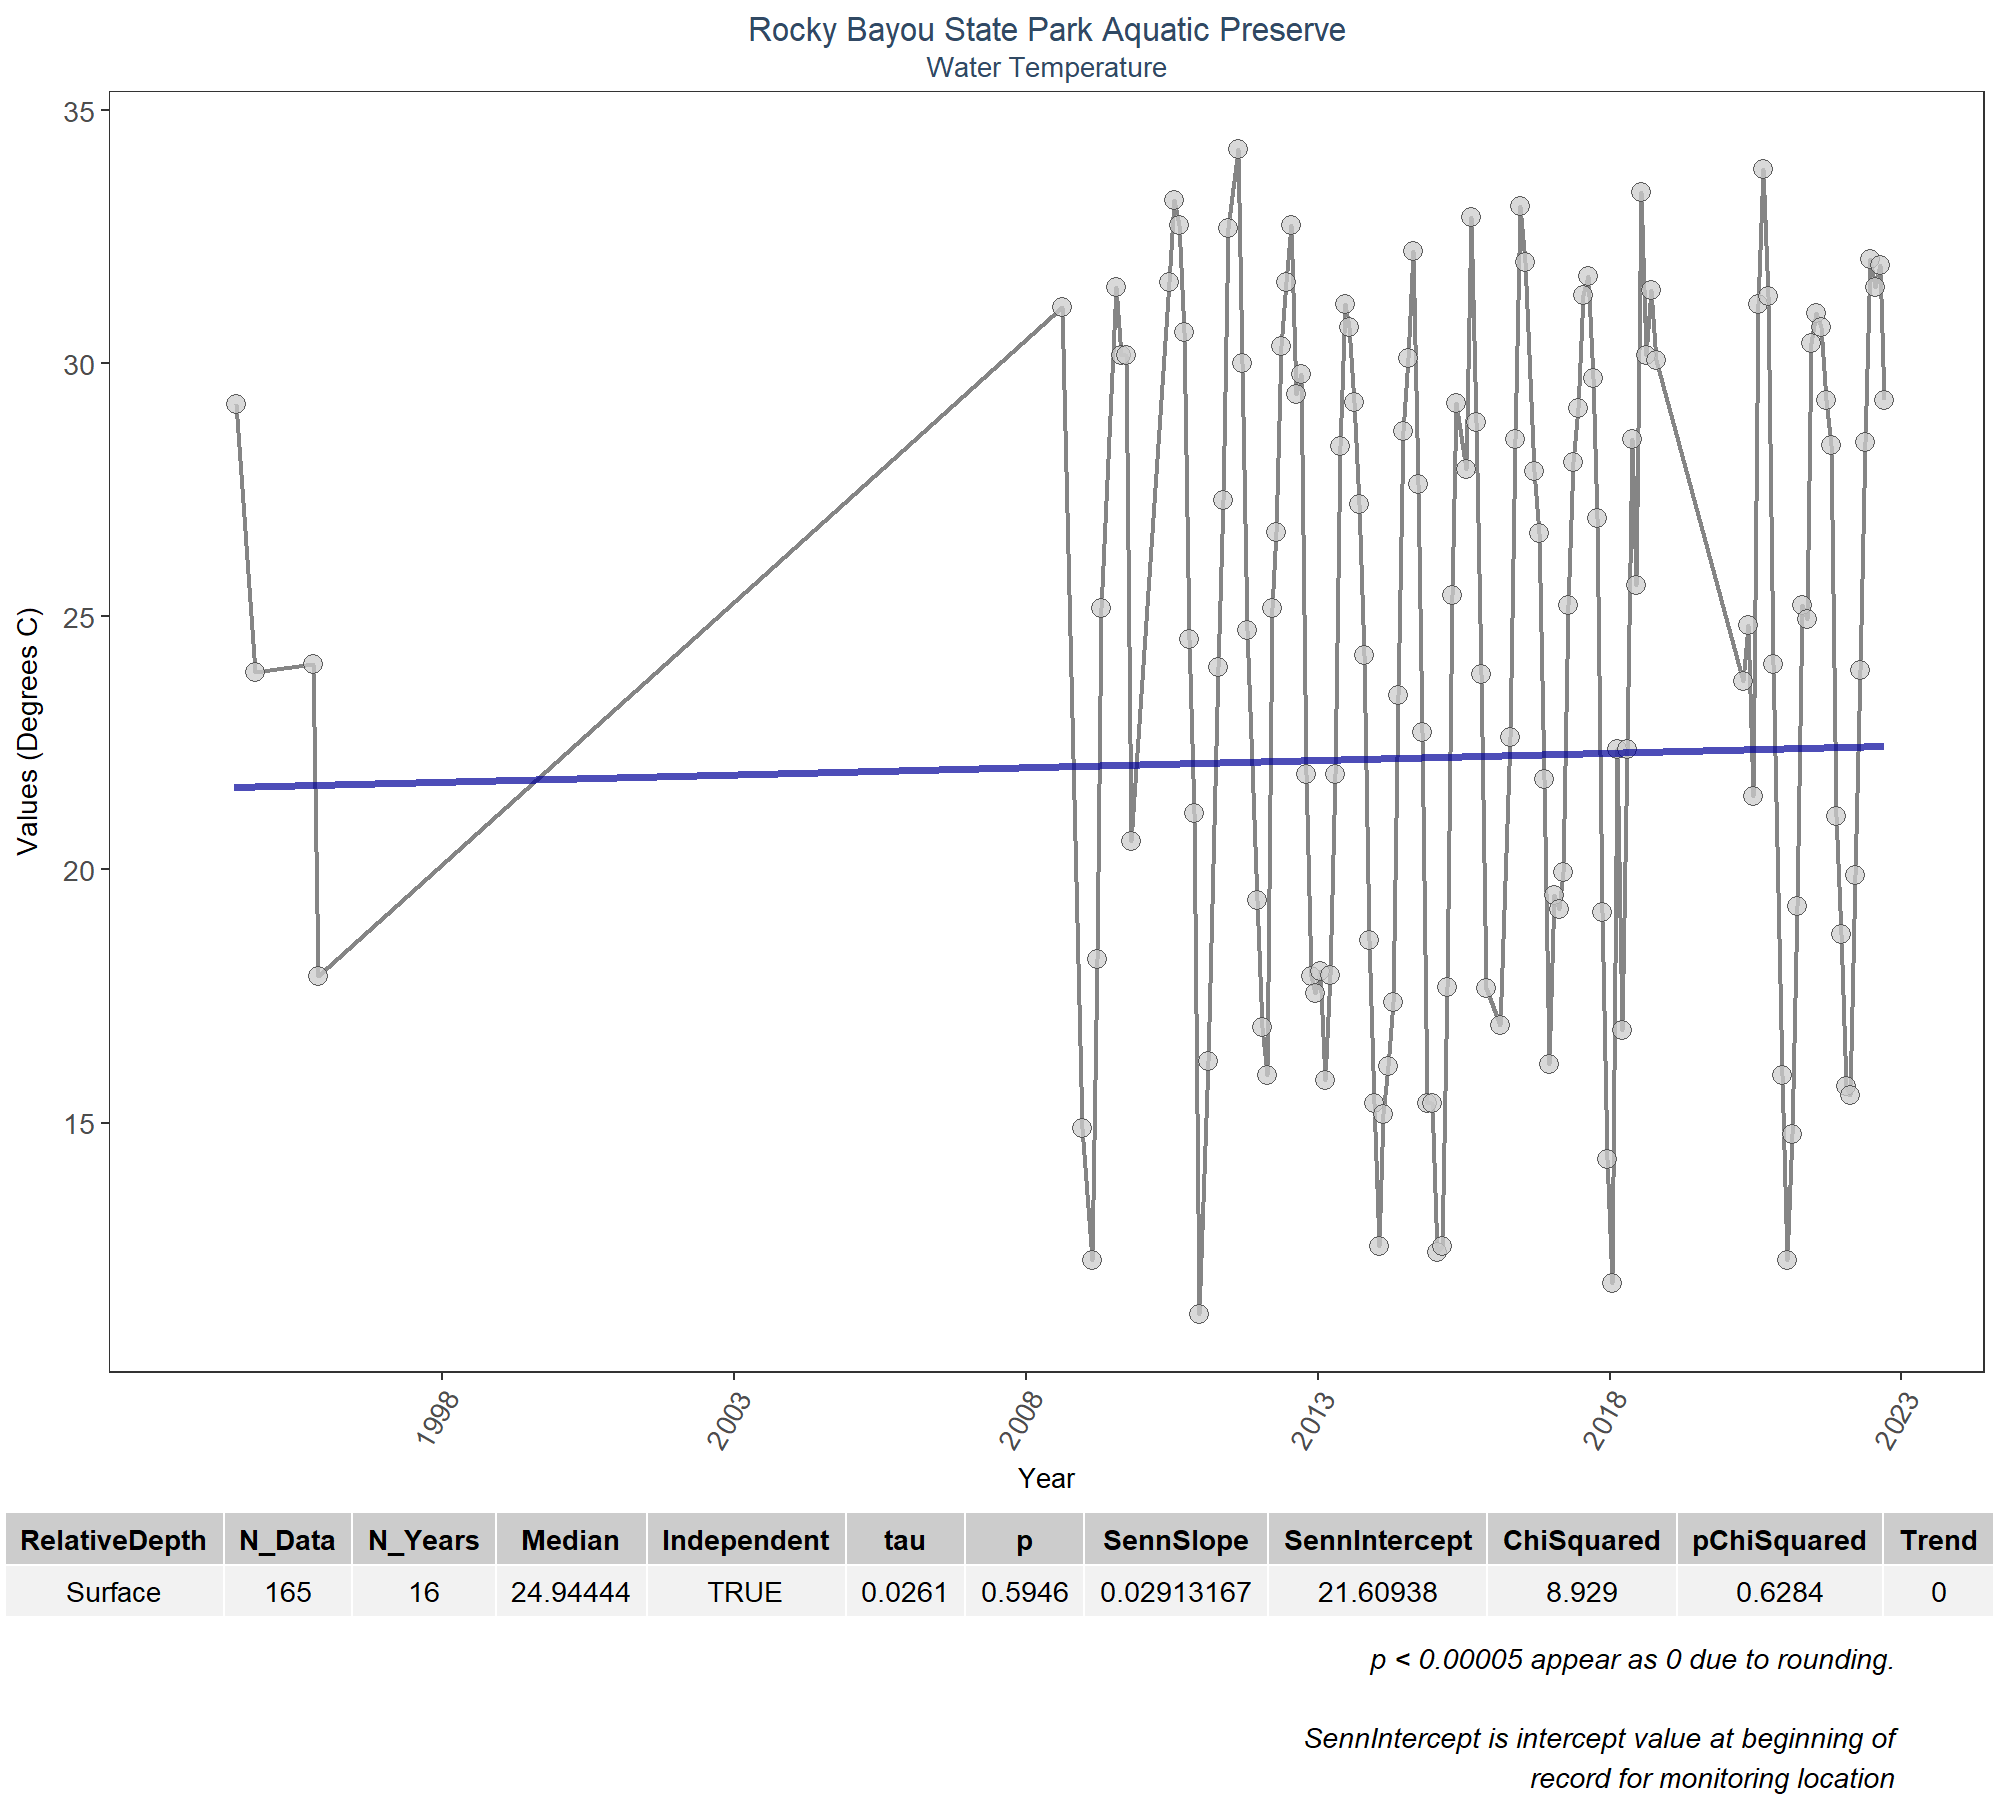 Rocky Bayou State Park Aquatic Preserve
Water Temperature
35
30
25
20
15
Values (Degrees C)
1998
2003
2008
2013
2018
2023
Year
RelativeDepth N_Data N_Years Median Independent tau p SennSlope SennIntercept ChiSquared pChiSquared Trend
Surface 165 16 24.94444 TRUE 0.0261 0.5946 0.02913167 21.60938 8.929 0.6284 0
p < 0.00005 appear as 0 due to rounding.
SennIntercept is intercept value at beginning of
record for monitoring location